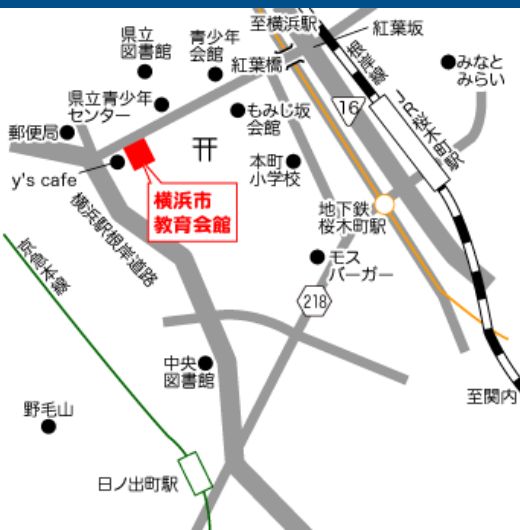 至横浜駅
紅葉坂
県立
図書館
青少年
会館
紅葉橋
根岸線
みなと
みらい
県立青少年
センター
もみじ坂
会館
16
JR桜木町駅
郵便局
本町
小学校
y's cafe
横浜市
教育会館
地下鉄
桜木町駅
横浜駅根岸道路
京急本線
モス
バーガー
218
中央
図書館
至関内
野毛山
日ノ出町駅